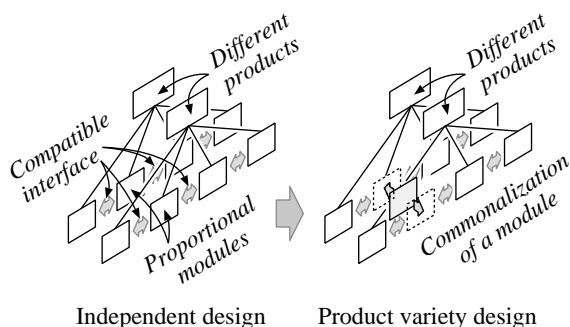 Different
products
Different
products
Compatible
interface
Proportional
modules
Commonalization
of a module
Independent design
Product variety design